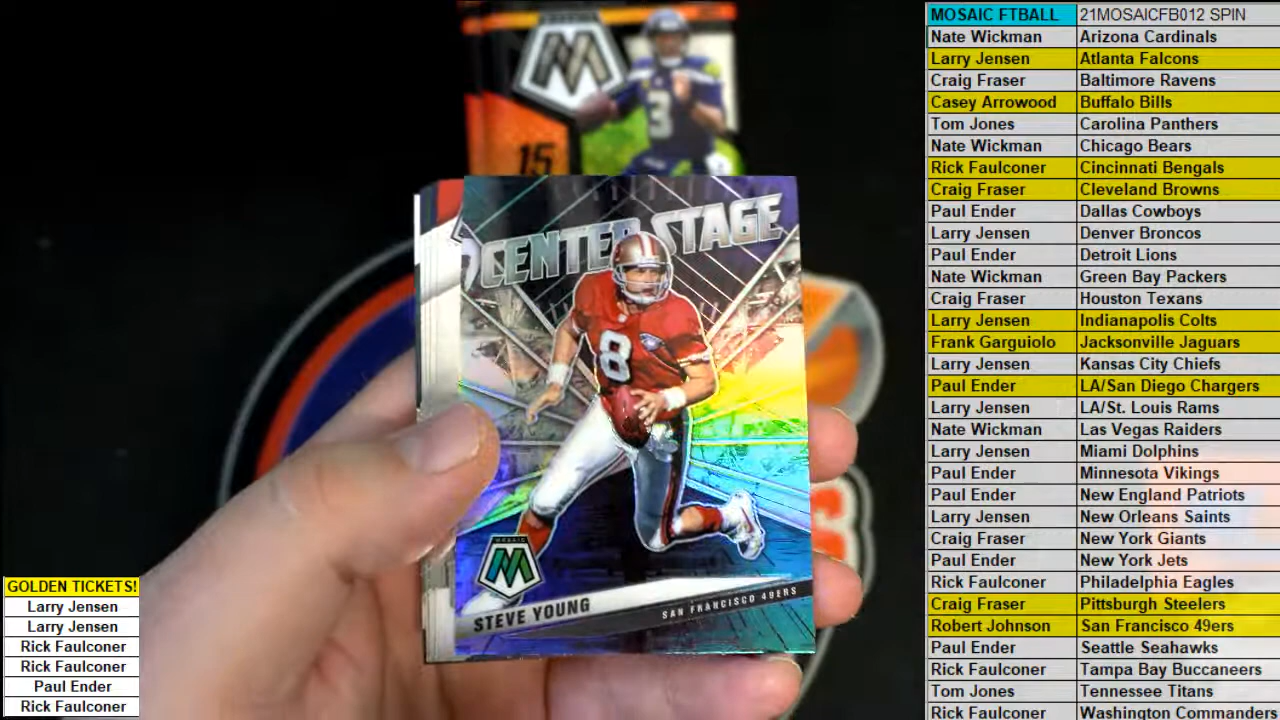 MOSAIC
15
3
CENTER STAGE
8
MOSAIC
STEVE YOUNG
SAN FRANCISCO 49ERS
GOLDEN TICKETS!
Larry Jensen
Larry Jensen
Rick Faulconer
Rick Faulconer
Paul Ender
Rick Faulconer
MOSAIC FTBALL 21MOSAICFB012 SPIN
Nate Wickman Arizona Cardinals
Larry Jensen Atlanta Falcons
Craig Fraser Baltimore Ravens
Casey Arrowood Buffalo Bills
Tom Jones Carolina Panthers
Nate Wickman Chicago Bears
Rick Faulconer Cincinnati Bengals
Craig Fraser Cleveland Browns
Paul Ender Dallas Cowboys
Larry Jensen Denver Broncos
Paul Ender Detroit Lions
Nate Wickman Green Bay Packers
Craig Fraser Houston Texans
Larry Jensen Indianapolis Colts
Frank Garguiolo Jacksonville Jaguars
Larry Jensen Kansas City Chiefs
Paul Ender LA/San Diego Chargers
Larry Jensen LA/St. Louis Rams
Nate Wickman Las Vegas Raiders
Larry Jensen Miami Dolphins
Paul Ender Minnesota Vikings
Paul Ender New England Patriots
Larry Jensen New Orleans Saints
Craig Fraser New York Giants
Paul Ender New York Jets
Rick Faulconer Philadelphia Eagles
Craig Fraser Pittsburgh Steelers
Robert Johnson San Francisco 49ers
Paul Ender Seattle Seahawks
Rick Faulconer Tampa Bay Buccaneers
Tom Jones Tennessee Titans
Rick Faulconer Washington Commanders